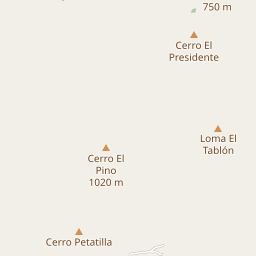 750 m
Cerro El
Presidente
Loma El
Tablón
Cerro El
Pino
1020 m
Cerro Petatilla